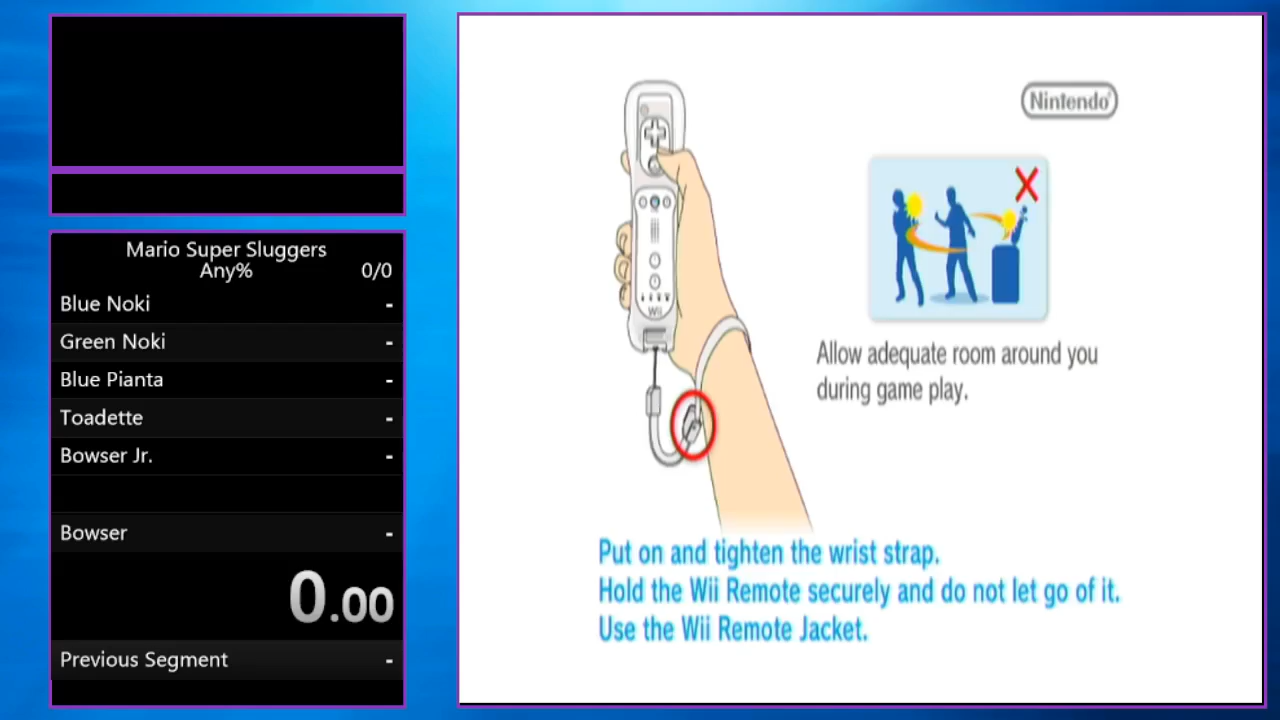 Mario Super Sluggers
Any% 0/0
Blue Noki -
Green Noki -
Blue Pianta -
Toadette -
Bowser Jr. -
Bowser -
0.00
Previous Segment -
Nintendo
Wii
Allow adequate room around you
during game play.
Put on and tighten the wrist strap.
Hold the Wii Remote securely and do not let go of it.
Use the Wii Remote Jacket.